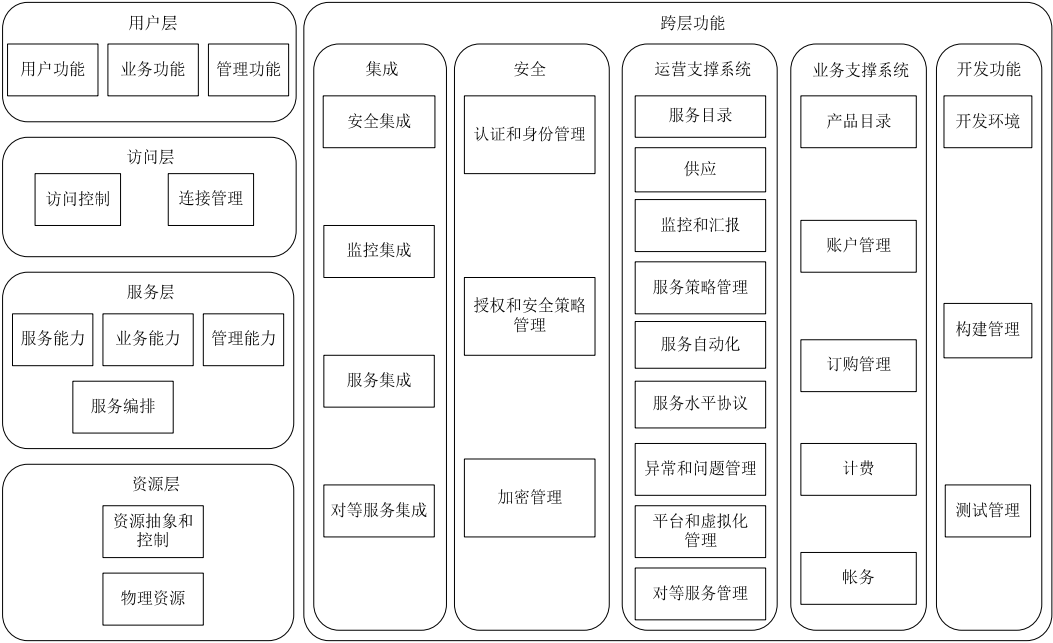 用户层
用户功能
业务功能
管理功能
访问层
访问控制
连接管理
服务层
服务能力
业务能力
管理能力
服务编排
资源层
资源抽象和
控制
物理资源
跨层功能
集成
安全集成
监控集成
服务集成
对等服务集成
安全
认证和身份管理
授权和安全策略
管理
加密管理
运营支撑系统
服务目录
供应
监控和汇报
服务策略管理
服务自动化
服务水平协议
异常和问题管理
平台和虚拟化
管理
对等服务管理
业务支撑系统
产品目录
账户管理
订购管理
计费
帐务
开发功能
开发环境
构建管理
测试管理